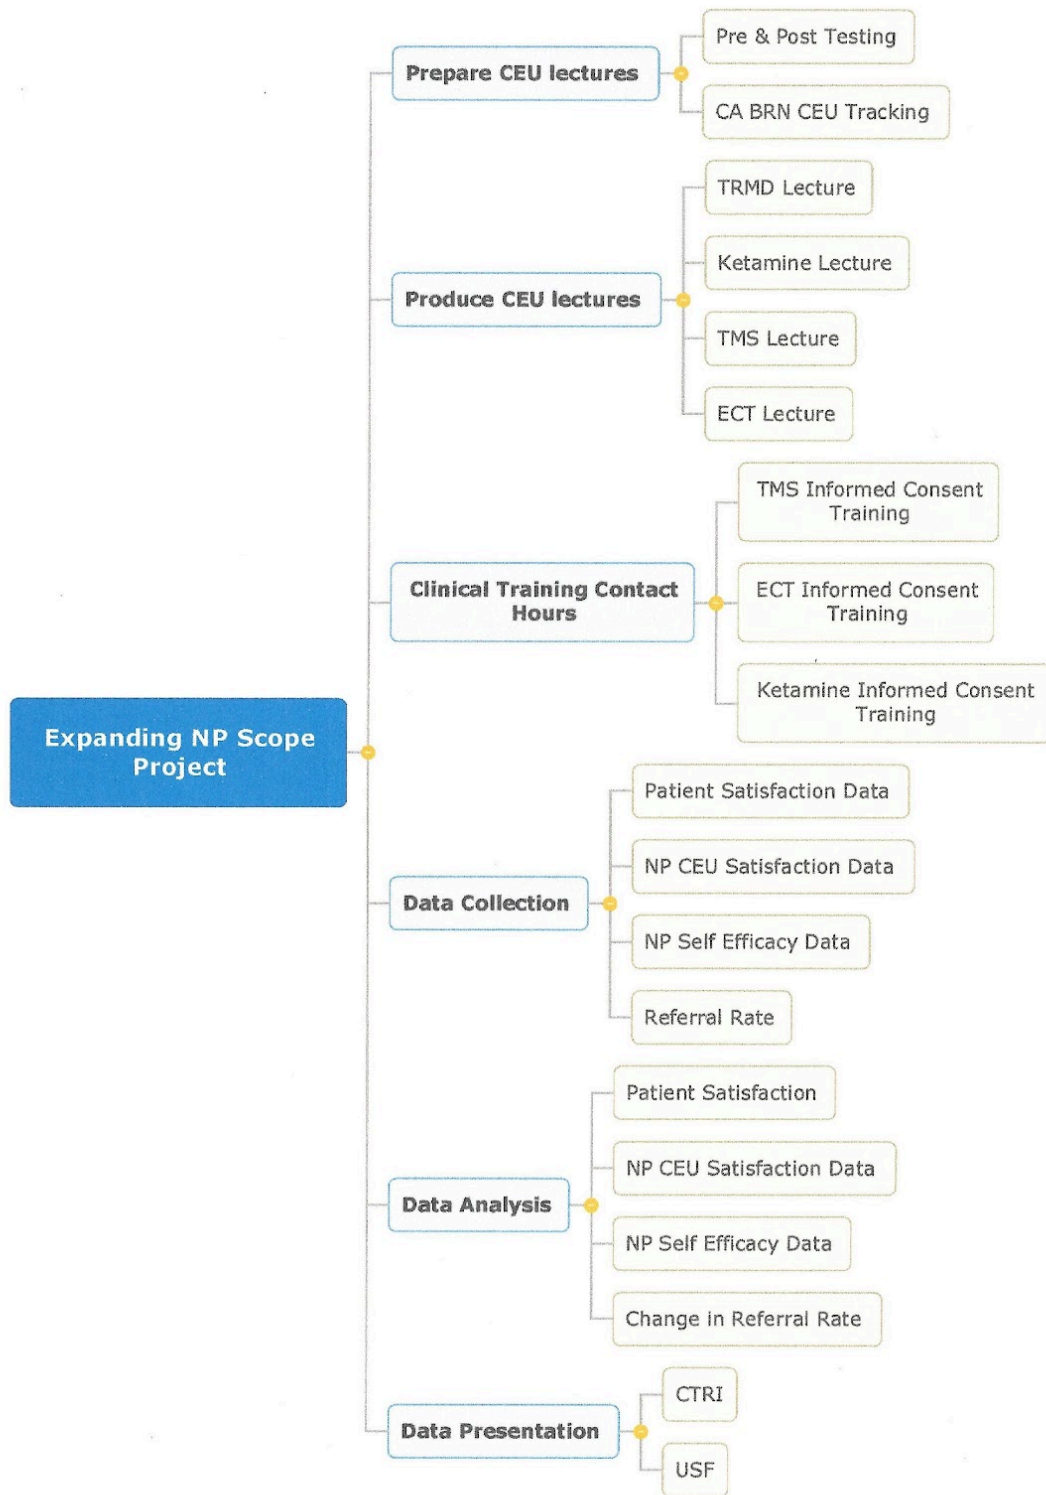 Expanding NP Scope
Project
Prepare CEU lectures
Pre & Post Testing
CA BRN CEU Tracking
Produce CEU lectures
TRMD Lecture
Ketamine Lecture
TMS Lecture
ECT Lecture
Clinical Training Contact
Hours
TMS Informed Consent
Training
ECT Informed Consent
Training
Ketamine Informed Consent
Training
Data Collection
Patient Satisfaction Data
NP CEU Satisfaction Data
NP Self Efficacy Data
Referral Rate
Data Analysis
Patient Satisfaction
NP CEU Satisfaction Data
NP Self Efficacy Data
Change in Referral Rate
Data Presentation
CTRI
USF